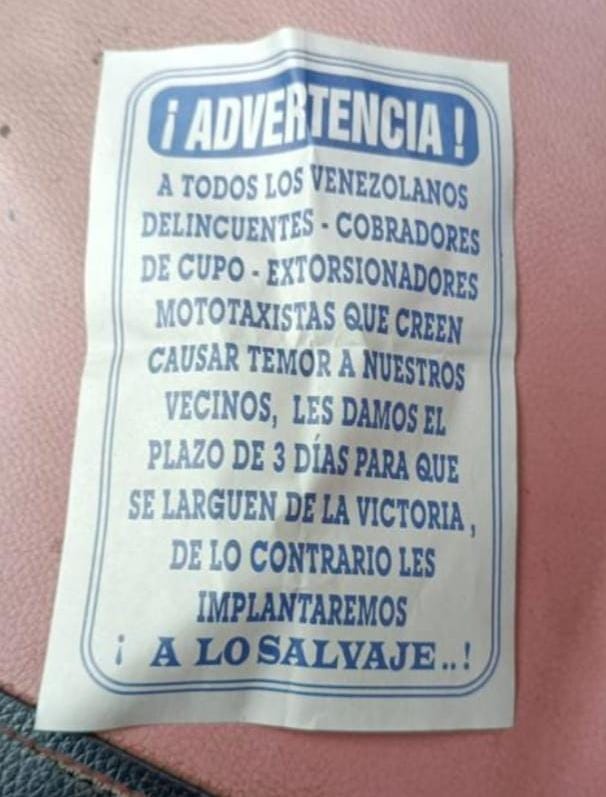 ¡ ADVERTENCIA !
A TODOS LOS VENEZOLANOS
DELINCUENTES - COBRADORES
DE CUPO - EXTORSIONADORES
MOTOTAXISTAS QUE CREEN
CAUSAR TEMOR A NUESTROS
VECINOS, LES DAMOS EL
PLAZO DE 3 DÍAS PARA QUE
SE LARGUEN DE LA VICTORIA,
DE LO CONTRARIO LES
IMPLANTAREMOS
¡ A LO SALVAJE..!